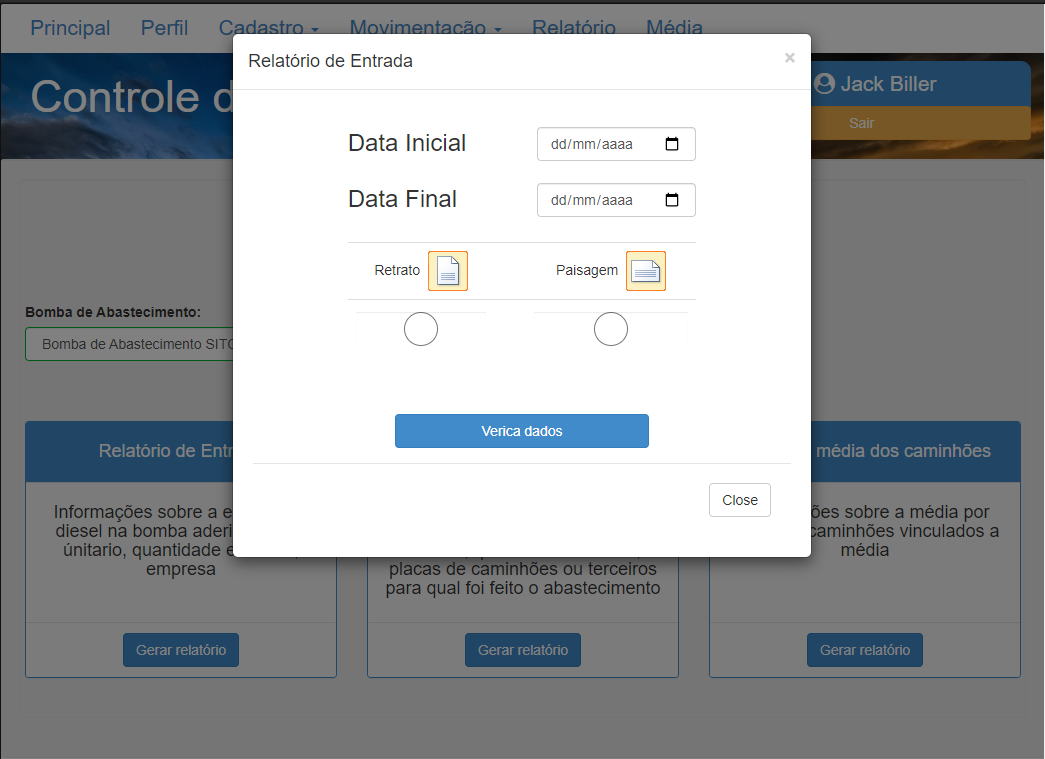 Principal Perfil Cadastro Movimentação Relatório Média
Relatório de Entrada ×
Controle d
Jack Biller
Sair
Data Inicial dd/mm/aaaa
Data Final dd/mm/aaaa
Retrato Paisagem
Bomba de Abastecimento:
Bomba de Abastecimento SITC
Verica dados
Close
Relatório de Entr
Informações sobre a e
diesel na bomba aderi
únitario, quantidade e
empresa
Gerar relatório
placas de caminhões ou terceiros
para qual foi feito o abastecimento
Gerar relatório
média dos caminhões
ões sobre a média por
caminhões vinculados a
média
Gerar relatório